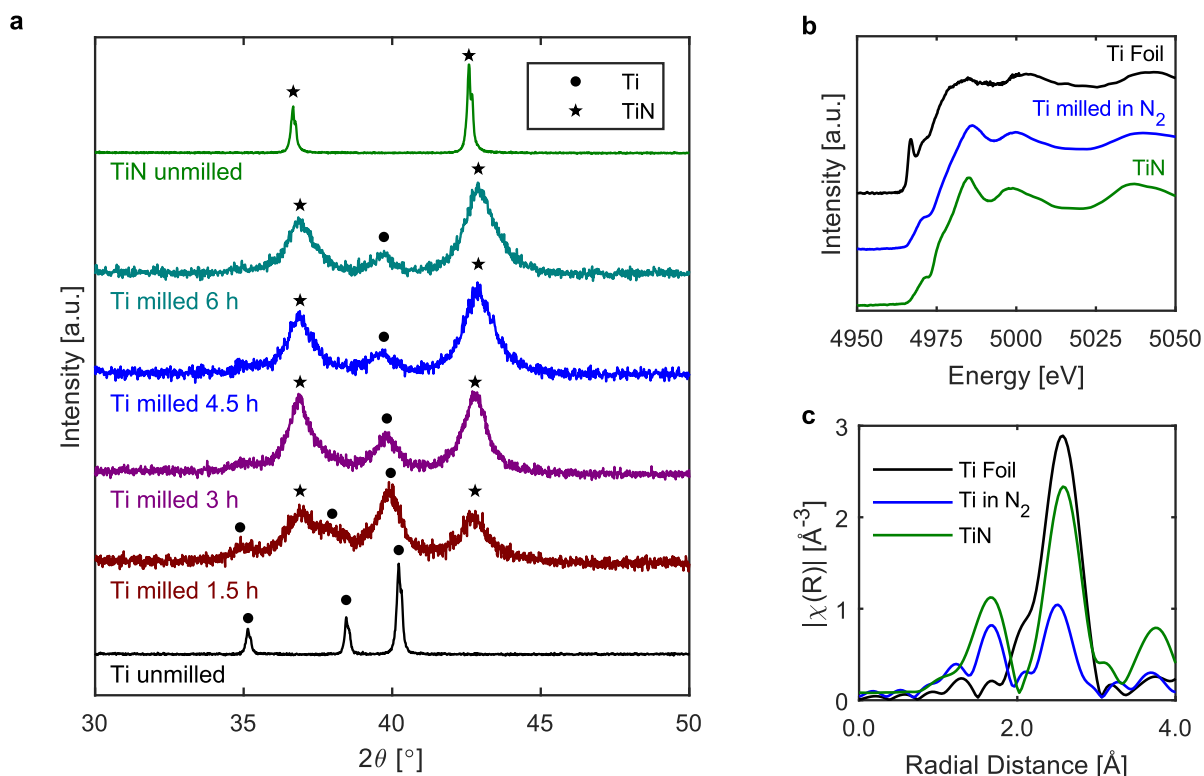 a
Intensity [a.u.]
● Ti
★ TiN
TiN unmilled
Ti milled 6 h
Ti milled 4.5 h
Ti milled 3 h
Ti milled 1.5 h
Ti unmilled
30 35 40 45 50
2θ [°]
b
Intensity [a.u.]
Ti Foil
Ti milled in N₂
TiN
4950 4975 5000 5025 5050
Energy [eV]
c
|χ(R)| [Å⁻³]
3
2
1
0
Ti Foil
Ti in N₂
TiN
0.0 2.0 4.0
Radial Distance [Å]